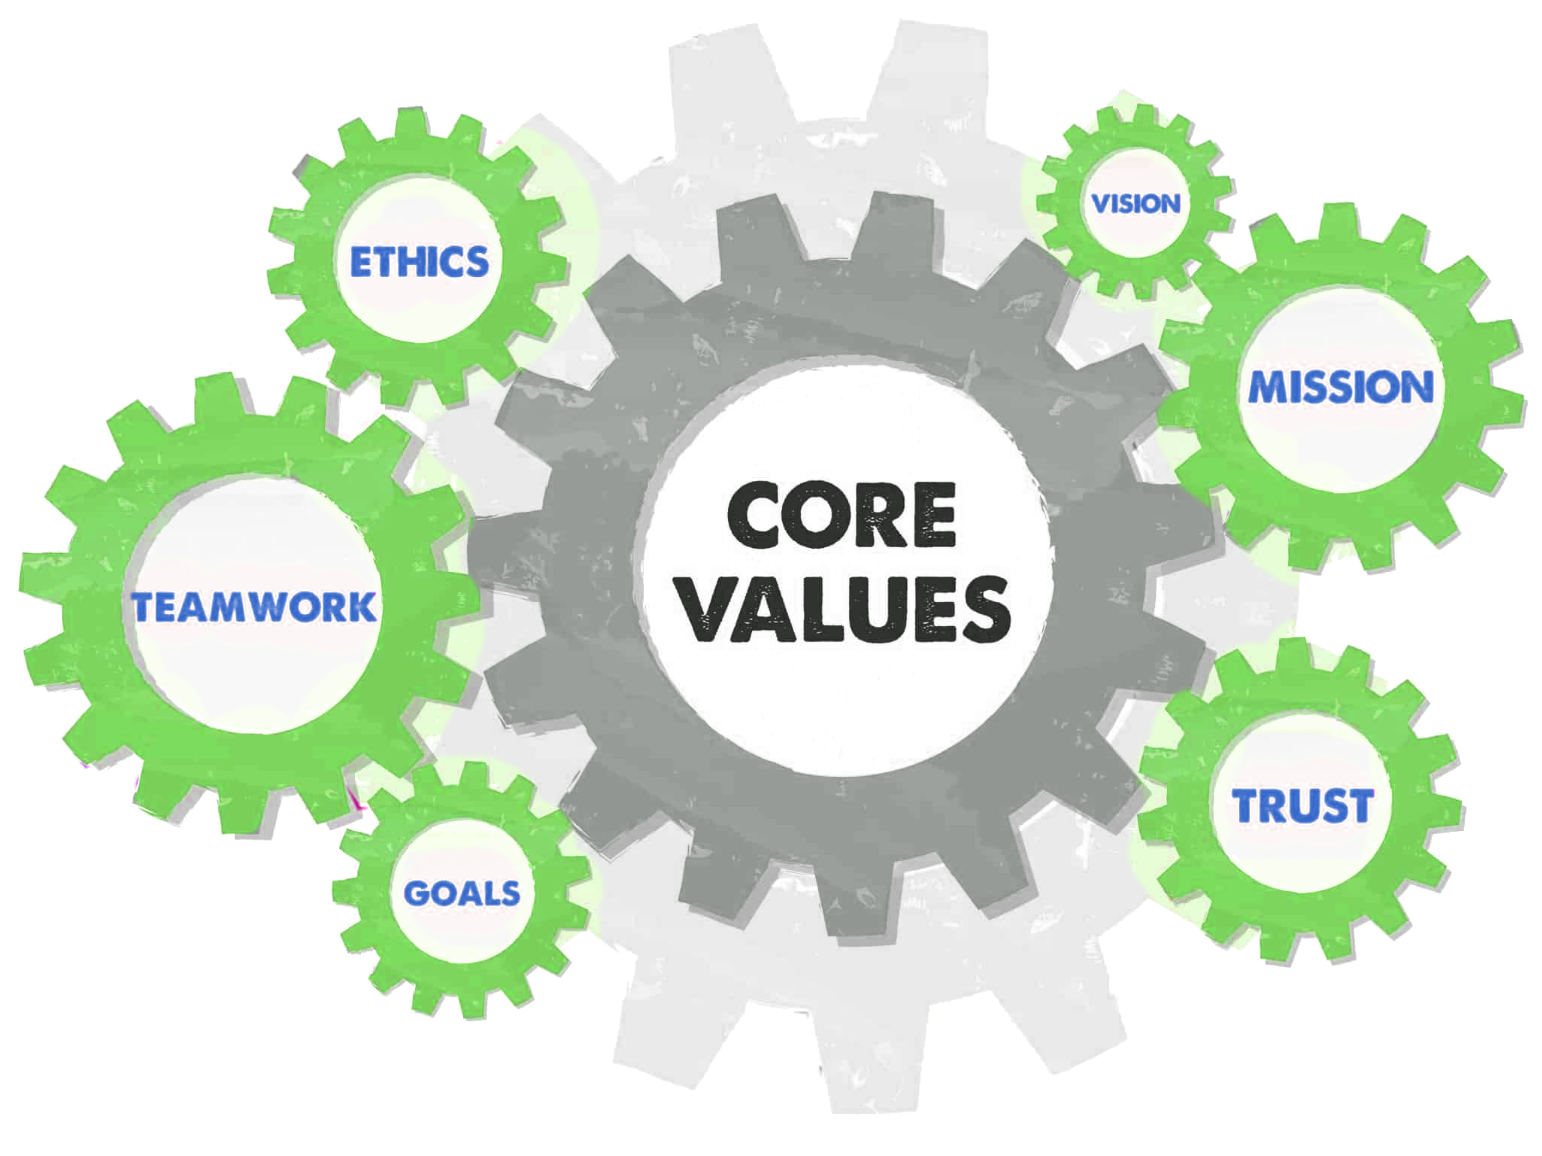 VISION
ETHICS
MISSION
CORE
VALUES
TEAMWORK
TRUST
GOALS